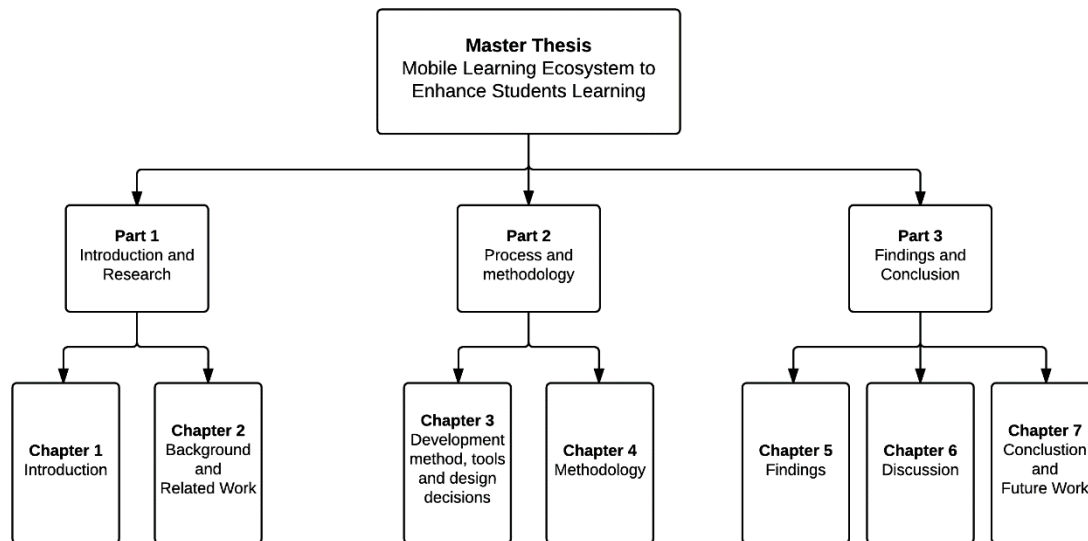 Master Thesis
Mobile Learning Ecosystem to
Enhance Students Learning
Part 1
Introduction and
Research
Part 2
Process and
methodology
Part 3
Findings and
Conclusion
Chapter 1
Introduction
Chapter 2
Background
and
Related Work
Chapter 3
Development
method, tools
and design
decisions
Chapter 4
Methodology
Chapter 5
Findings
Chapter 6
Discussion
Chapter 7
Conclustion
and
Future Work